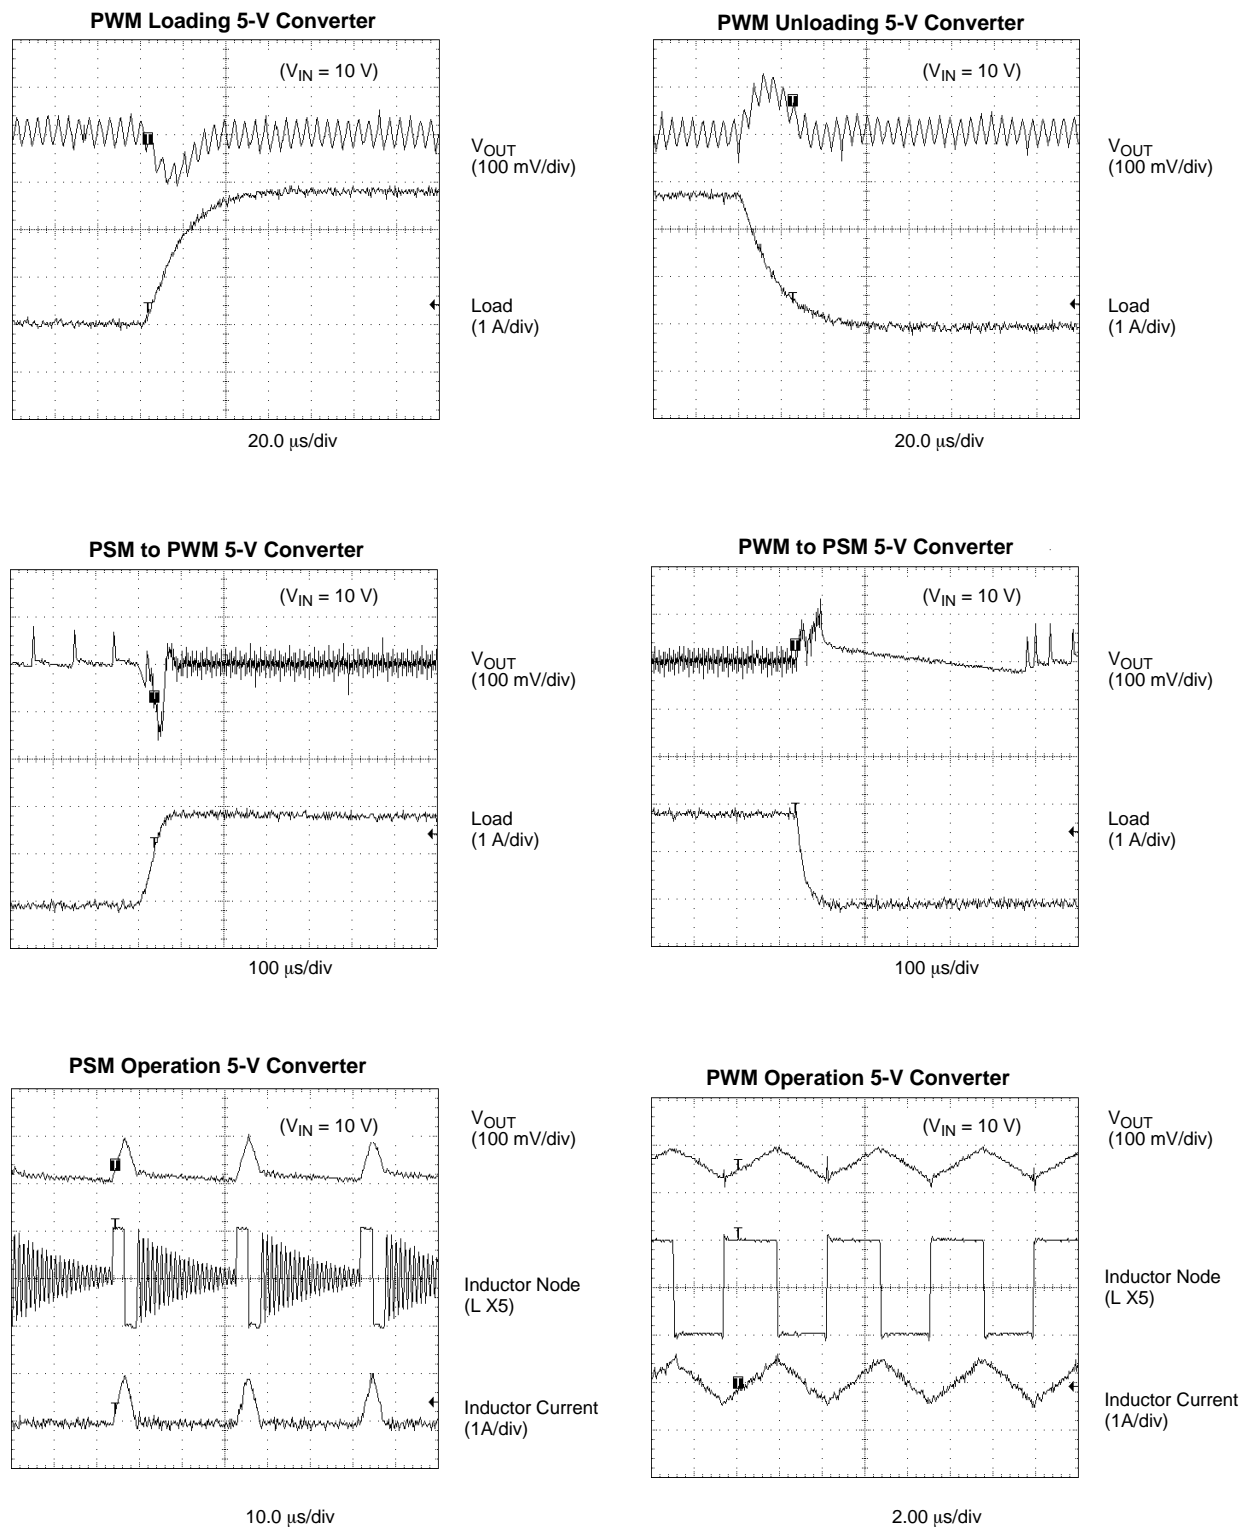 PWM Loading 5-V Converter
(VIN = 10 V)
VOUT
(100 mV/div)
Load
(1 A/div)
20.0 μs/div
PWM Unloading 5-V Converter
(VIN = 10 V)
VOUT
(100 mV/div)
Load
(1 A/div)
20.0 μs/div
PSM to PWM 5-V Converter
(VIN = 10 V)
VOUT
(100 mV/div)
Load
(1 A/div)
100 μs/div
PWM to PSM 5-V Converter
(VIN = 10 V)
VOUT
(100 mV/div)
Load
(1 A/div)
100 μs/div
PSM Operation 5-V Converter
(VIN = 10 V)
VOUT
(100 mV/div)
Inductor Node
(L X5)
Inductor Current
(1A/div)
10.0 μs/div
PWM Operation 5-V Converter
(VIN = 10 V)
VOUT
(100 mV/div)
Inductor Node
(L X5)
Inductor Current
(1A/div)
2.00 μs/div